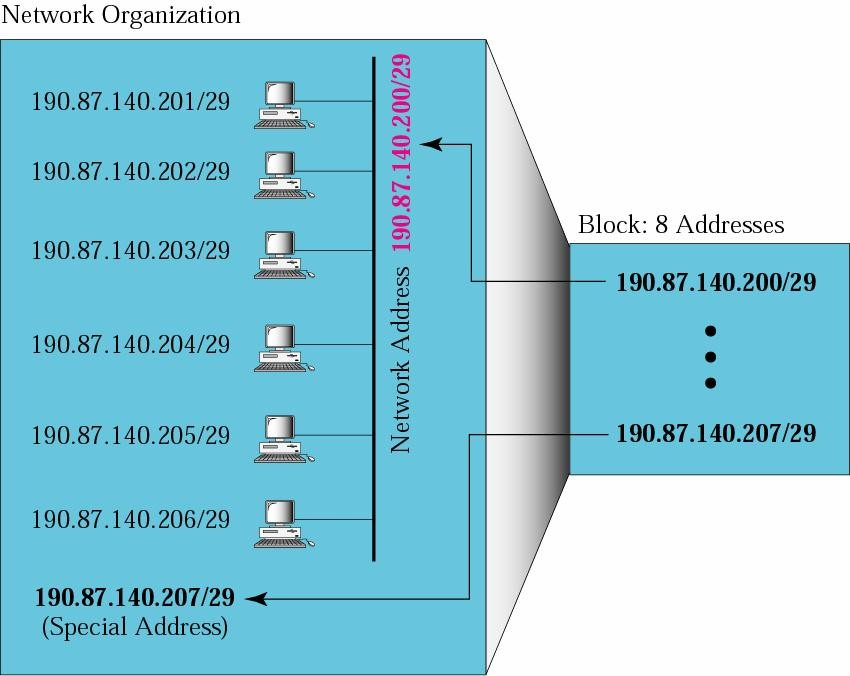 Network Organization
190.87.140.201/29
190.87.140.202/29
190.87.140.203/29
190.87.140.204/29
190.87.140.205/29
190.87.140.206/29
190.87.140.207/29
(Special Address)
Network Address 190.87.140.200/29
Block: 8 Addresses
190.87.140.200/29
190.87.140.207/29